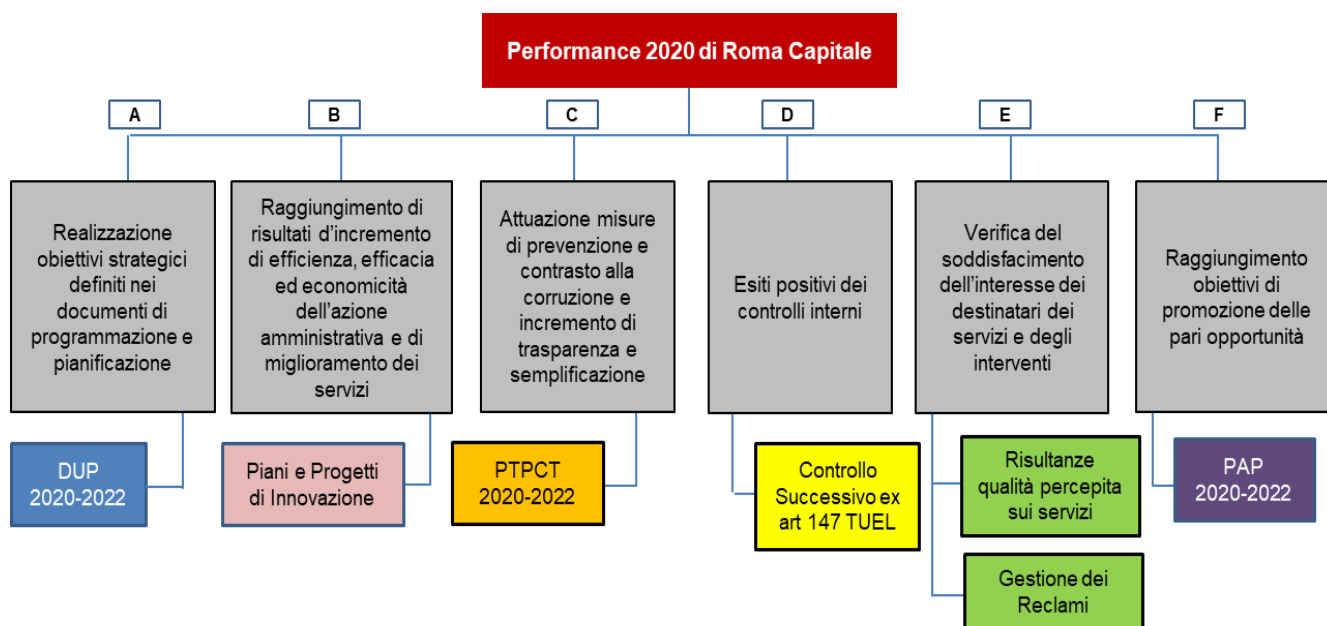 Performance 2020 di Roma Capitale
A
B
C
D
E
F
Realizzazione
obiettivi strategici
definiti nei
documenti di
programmazione e
pianificazione
Raggiungimento di
risultati d'incremento
di efficienza, efficacia
ed economicità
dell'azione
amministrativa e di
miglioramento dei
servizi
Attuazione misure
di prevenzione e
contrasto alla
corruzione e
incremento di
trasparenza e
semplificazione
Esiti positivi dei
controlli interni
Verifica del
soddisfacimento
dell'interesse dei
destinatari dei
servizi e degli
interventi
Raggiungimento
obiettivi di
promozione delle
pari opportunità
DUP
2020-2022
Piani e Progetti
di Innovazione
PTPCT
2020-2022
Controllo
Successivo ex
art 147 TUEL
Risultanze
qualità percepita
sui servizi
PAP
2020-2022
Gestione dei
Reclami